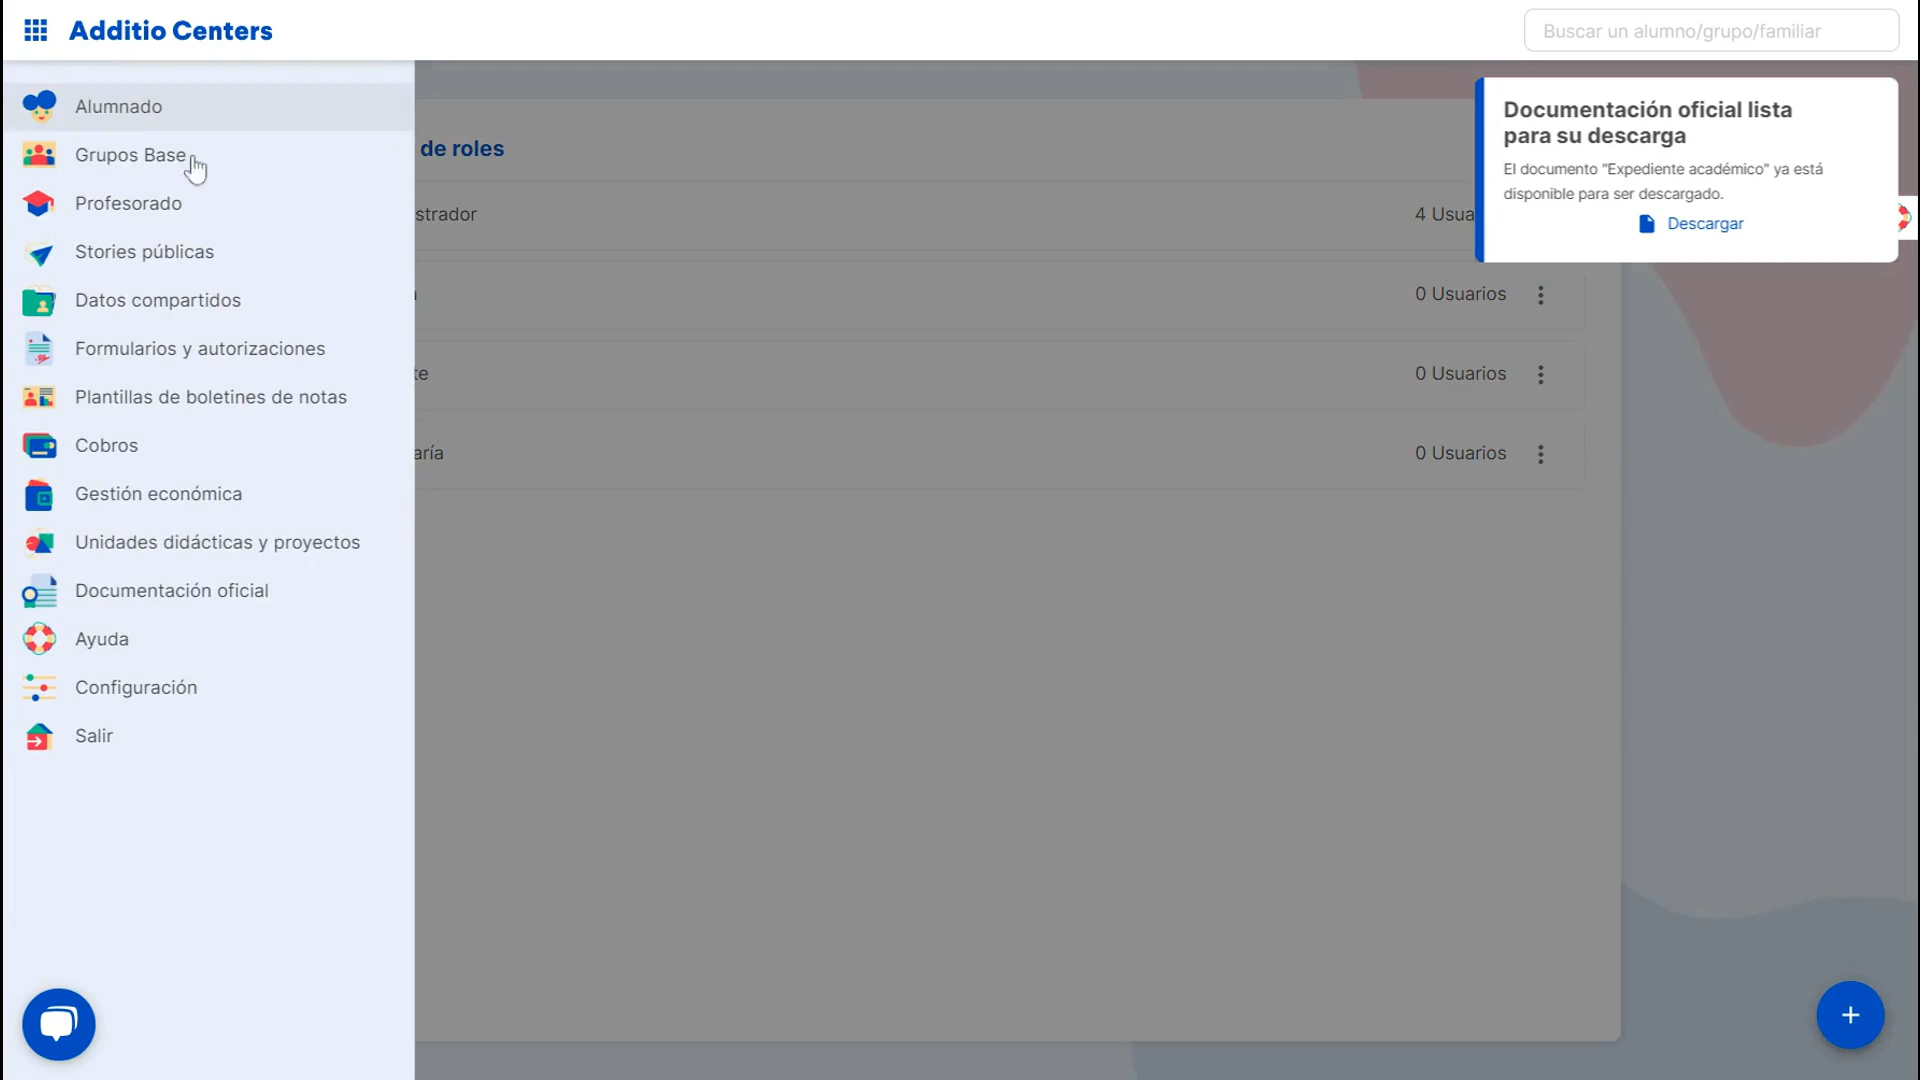 Additio Centers
Buscar un alumno/grupo/familiar
Alumnado
Grupos Base
Profesorado
Stories públicas
Datos compartidos
Formularios y autorizaciones
Plantillas de boletines de notas
Cobros
Gestión económica
Unidades didácticas y proyectos
Documentación oficial
Ayuda
Configuración
Salir
de roles
strador
4 Usua
0 Usuarios
te
0 Usuarios
aría
0 Usuarios
Documentación oficial lista
para su descarga
El documento "Expediente académico" ya está
disponible para ser descargado.
Descargar